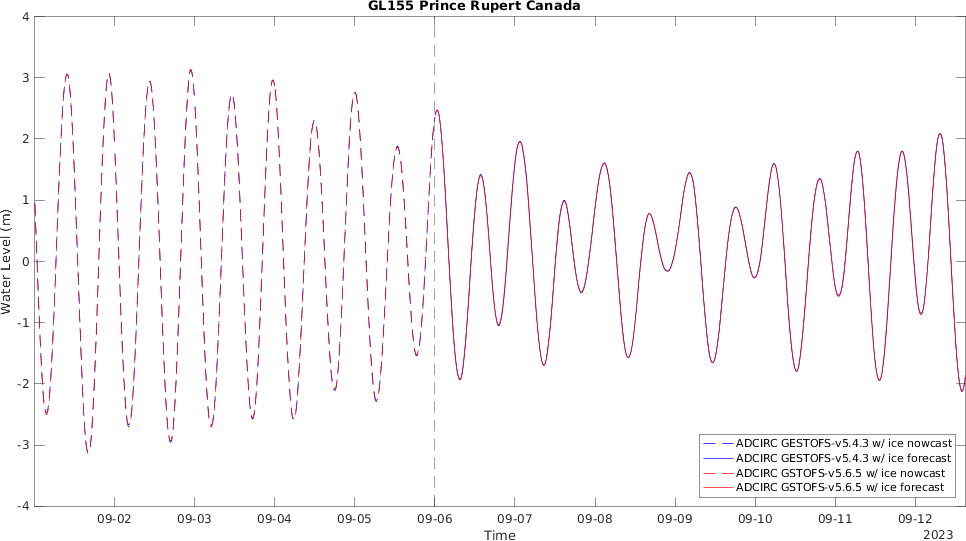 GL155 Prince Rupert Canada
4
3
2
1
0
-1
-2
-3
-4
Water Level (m)
ADCIRC GESTOFS-v5.4.3 w/ ice nowcast
ADCIRC GESTOFS-v5.4.3 w/ ice forecast
ADCIRC GSTOFS-v5.6.5 w/ ice nowcast
ADCIRC GSTOFS-v5.6.5 w/ ice forecast
09-02 09-03 09-04 09-05 09-06 09-07 09-08 09-09 09-10 09-11 09-12
Time
2023